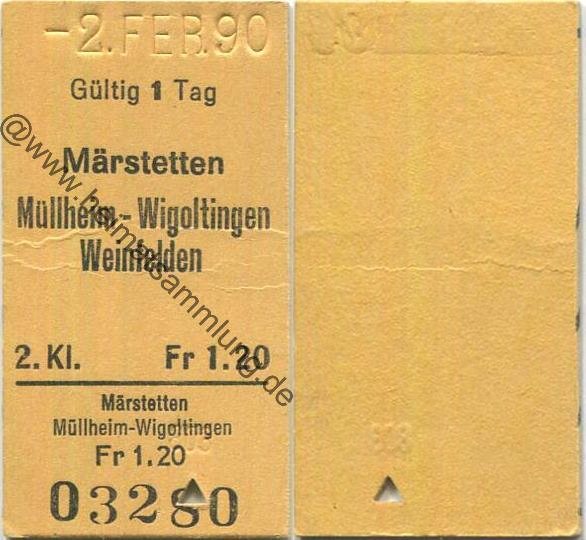 -2.FEB.90
Gültig 1 Tag
Märstetten
Müllheim-Wigoltingen
Weinfelden
2. Kl. Fr 1.20
Märstetten
Müllheim-Wigoltingen
Fr 1.20
03280
@www.heimatsammlung.de